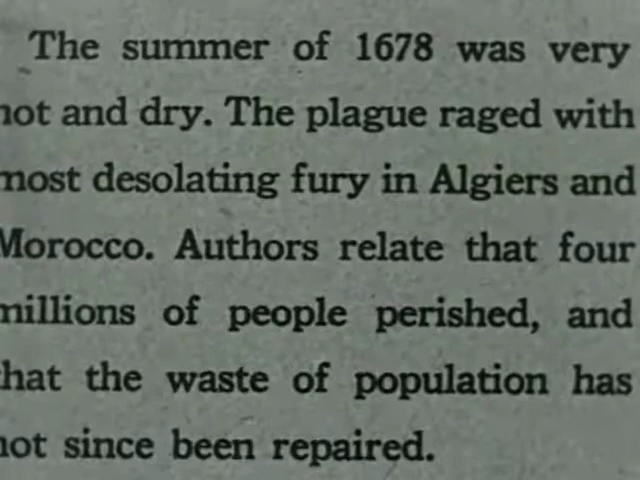 The summer of 1678 was very
hot and dry. The plague raged with
most desolating fury in Algiers and
Morocco. Authors relate that four
millions of people perished, and
that the waste of population has
not since been repaired.